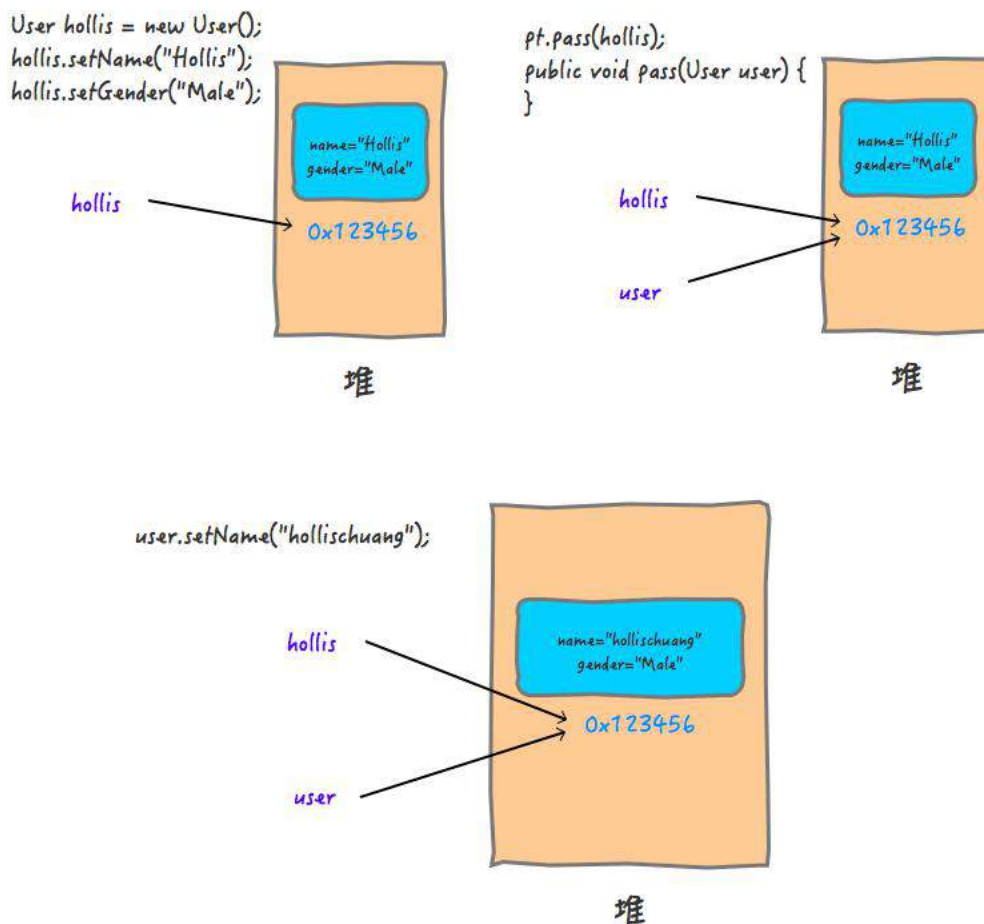 User hollis = new User();
hollis.setName("Hollis");
hollis.setGender("Male");
name="Hollis"
gender="Male"
hollis
0x123456
堆
pt.pass(hollis);
public void pass(User user) {
}
name="Hollis"
gender="Male"
hollis
0x123456
user
堆
user.setName("hollischuang");
name="hollischuang"
gender="Male"
hollis
0x123456
user
堆